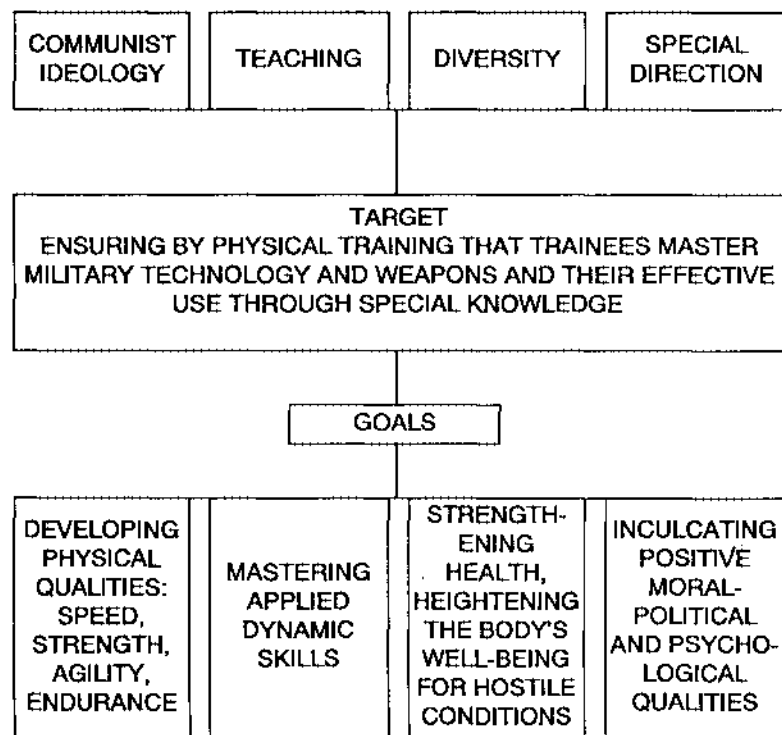 COMMUNIST
IDEOLOGY
TEACHING
DIVERSITY
SPECIAL
DIRECTION
TARGET
ENSURING BY PHYSICAL TRAINING THAT TRAINEES MASTER
MILITARY TECHNOLOGY AND WEAPONS AND THEIR EFFECTIVE
USE THROUGH SPECIAL KNOWLEDGE
GOALS
DEVELOPING
PHYSICAL
QUALITIES:
SPEED,
STRENGTH,
AGILITY,
ENDURANCE
MASTERING
APPLIED
DYNAMIC
SKILLS
STRENGTH-
ENING
HEALTH,
HEIGHTENING
THE BODY'S
WELL-BEING
FOR HOSTILE
CONDITIONS
INCULCATING
POSITIVE
MORAL-
POLITICAL
AND PSYCHO-
LOGICAL
QUALITIES